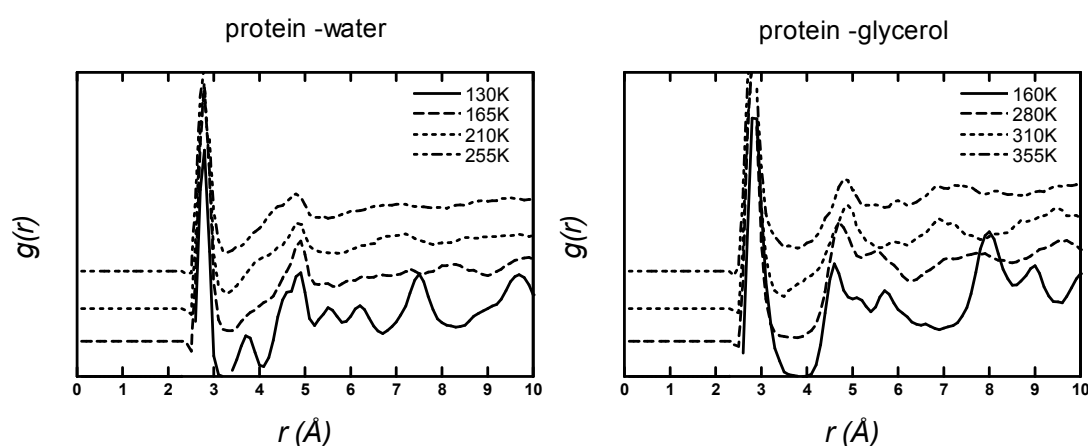 protein -water
130K
165K
210K
255K
g(r)
0 1 2 3 4 5 6 7 8 9 10
r (Å)
protein -glycerol
160K
280K
310K
355K
g(r)
0 1 2 3 4 5 6 7 8 9 10
r (Å)